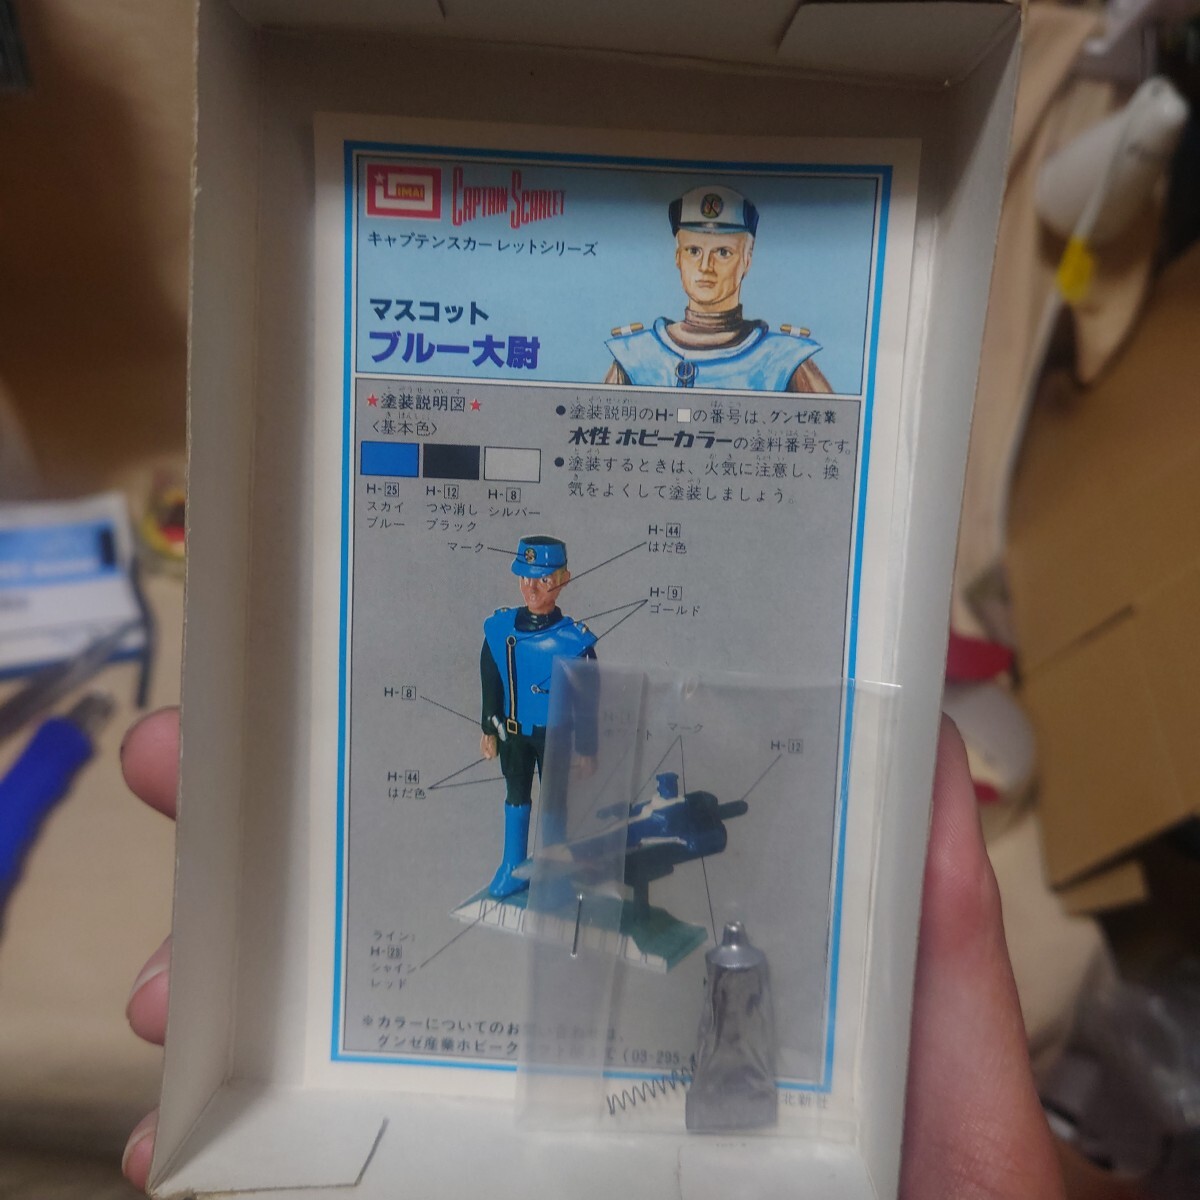 IMAI
CAPTAIN SCARLET
キャプテンスカーレットシリーズ
マスコット
ブルー大尉
★塗装説明図★
〈基本色〉
H-25
スカイ
ブルー
H-12
つや消し
ブラック
H-8
シルバー
●塗装説明のH-□の番号は、グンゼ産業
水性ホビーカラーの塗料番号です。
●塗装するときは、火気に注意し、換
気をよくして塗装しましょう。
マーク
H-44
はだ色
H-9
ゴールド
H-8
H-44
はだ色
マーク
H-12
ライン:
H-23
シャイン
レッド
※カラーについてのお
グンゼ産業ホビー
(03-295-4
北新社